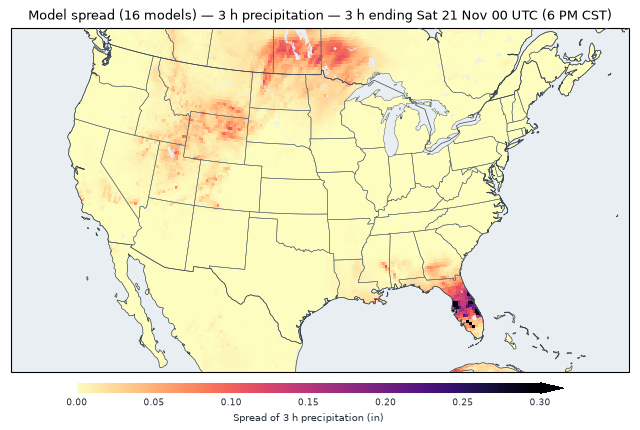 Model spread (16 models) — 3 h precipitation — 3 h ending Sat 21 Nov 00 UTC (6 PM CST)
0.00 0.05 0.10 0.15 0.20 0.25 0.30
Spread of 3 h precipitation (in)